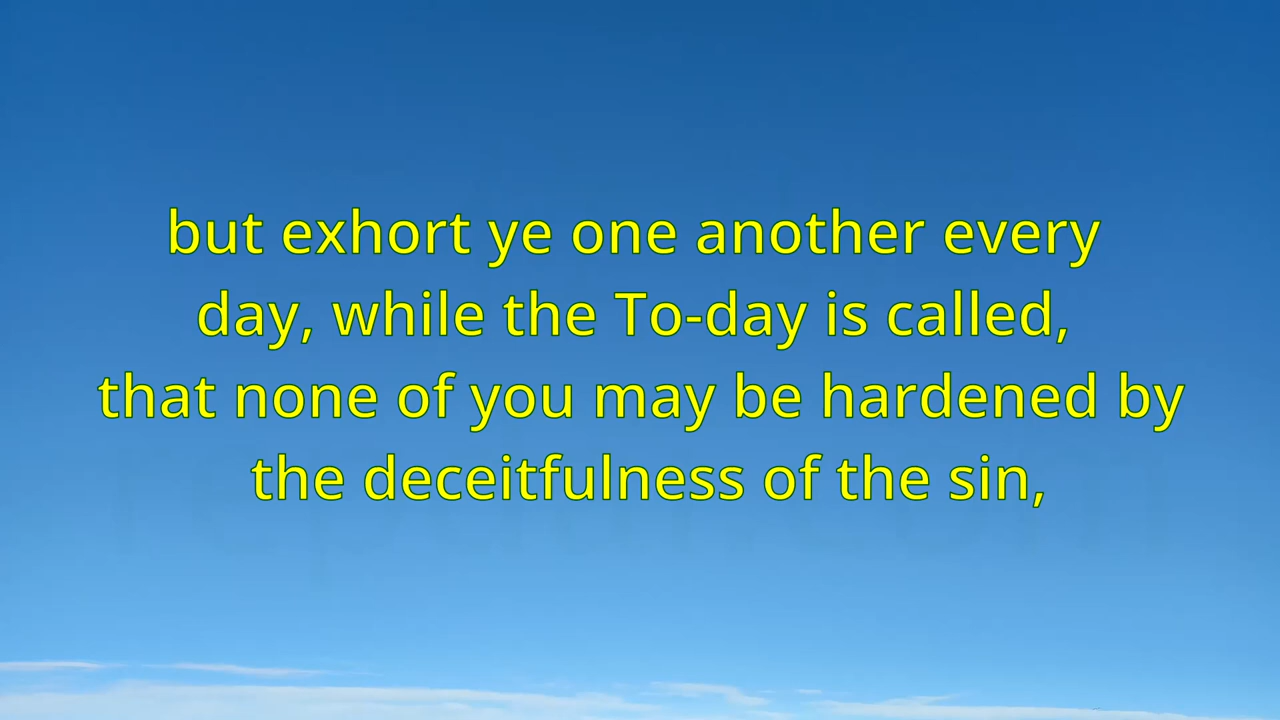 but exhort ye one another every
day, while the To-day is called,
that none of you may be hardened by
the deceitfulness of the sin,